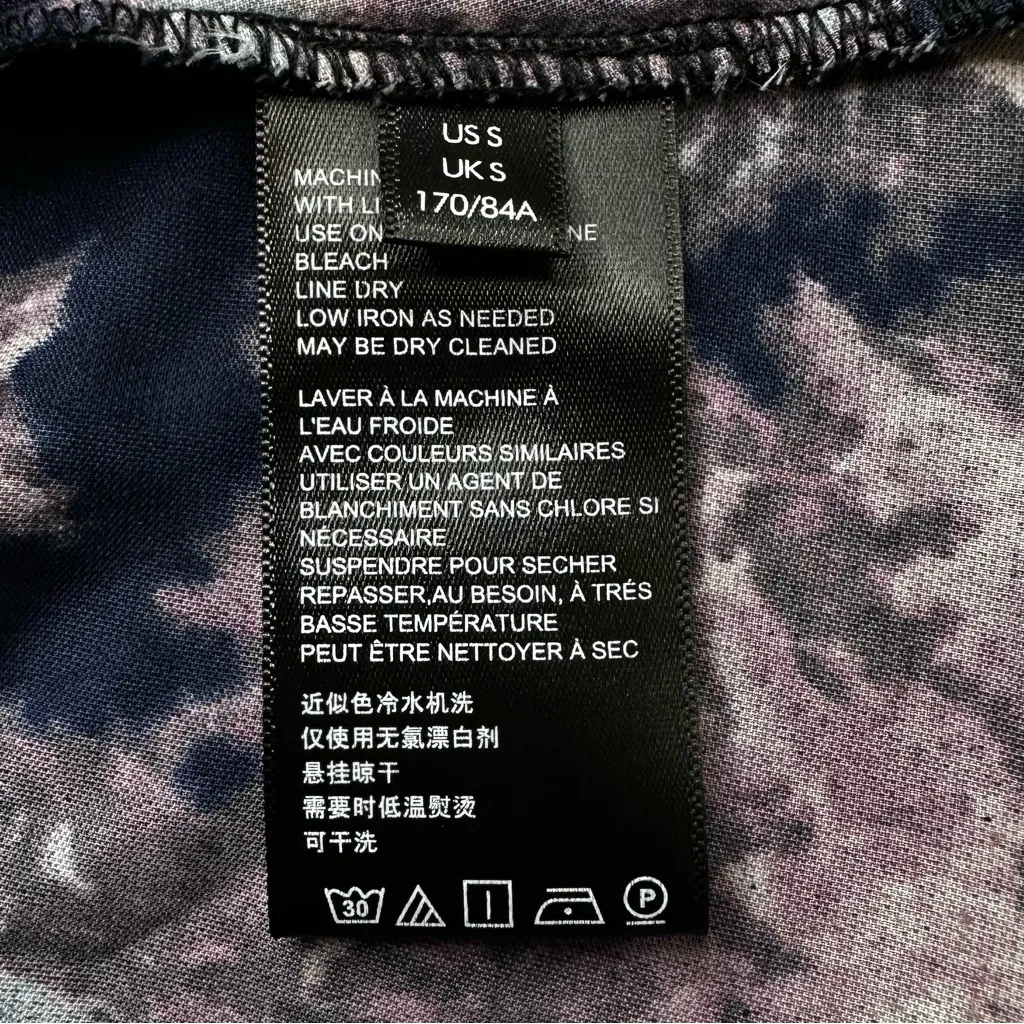 US S
UK S
170/84A
WITH
USE
BLEACH
LINE DRY
LOW IRON AS NEEDED
MAY BE DRY CLEANED
LAVER À LA MACHINE À
L'EAU FROIDE
AVEC COULEURS SIMILAIRES
UTILISER UN AGENT DE
BLANCHIMENT SANS CHLORE SI
NÉCESSAIRE
SUSPENDRE POUR SECHER
REPASSER,AU BESOIN, À TRÉS
BASSE TEMPÉRATURE
PEUT ÊTRE NETTOYER À SEC
近似色冷水机洗
仅使用无氯漂白剂
悬挂晾干
需要时低温熨烫
可干洗
30 P